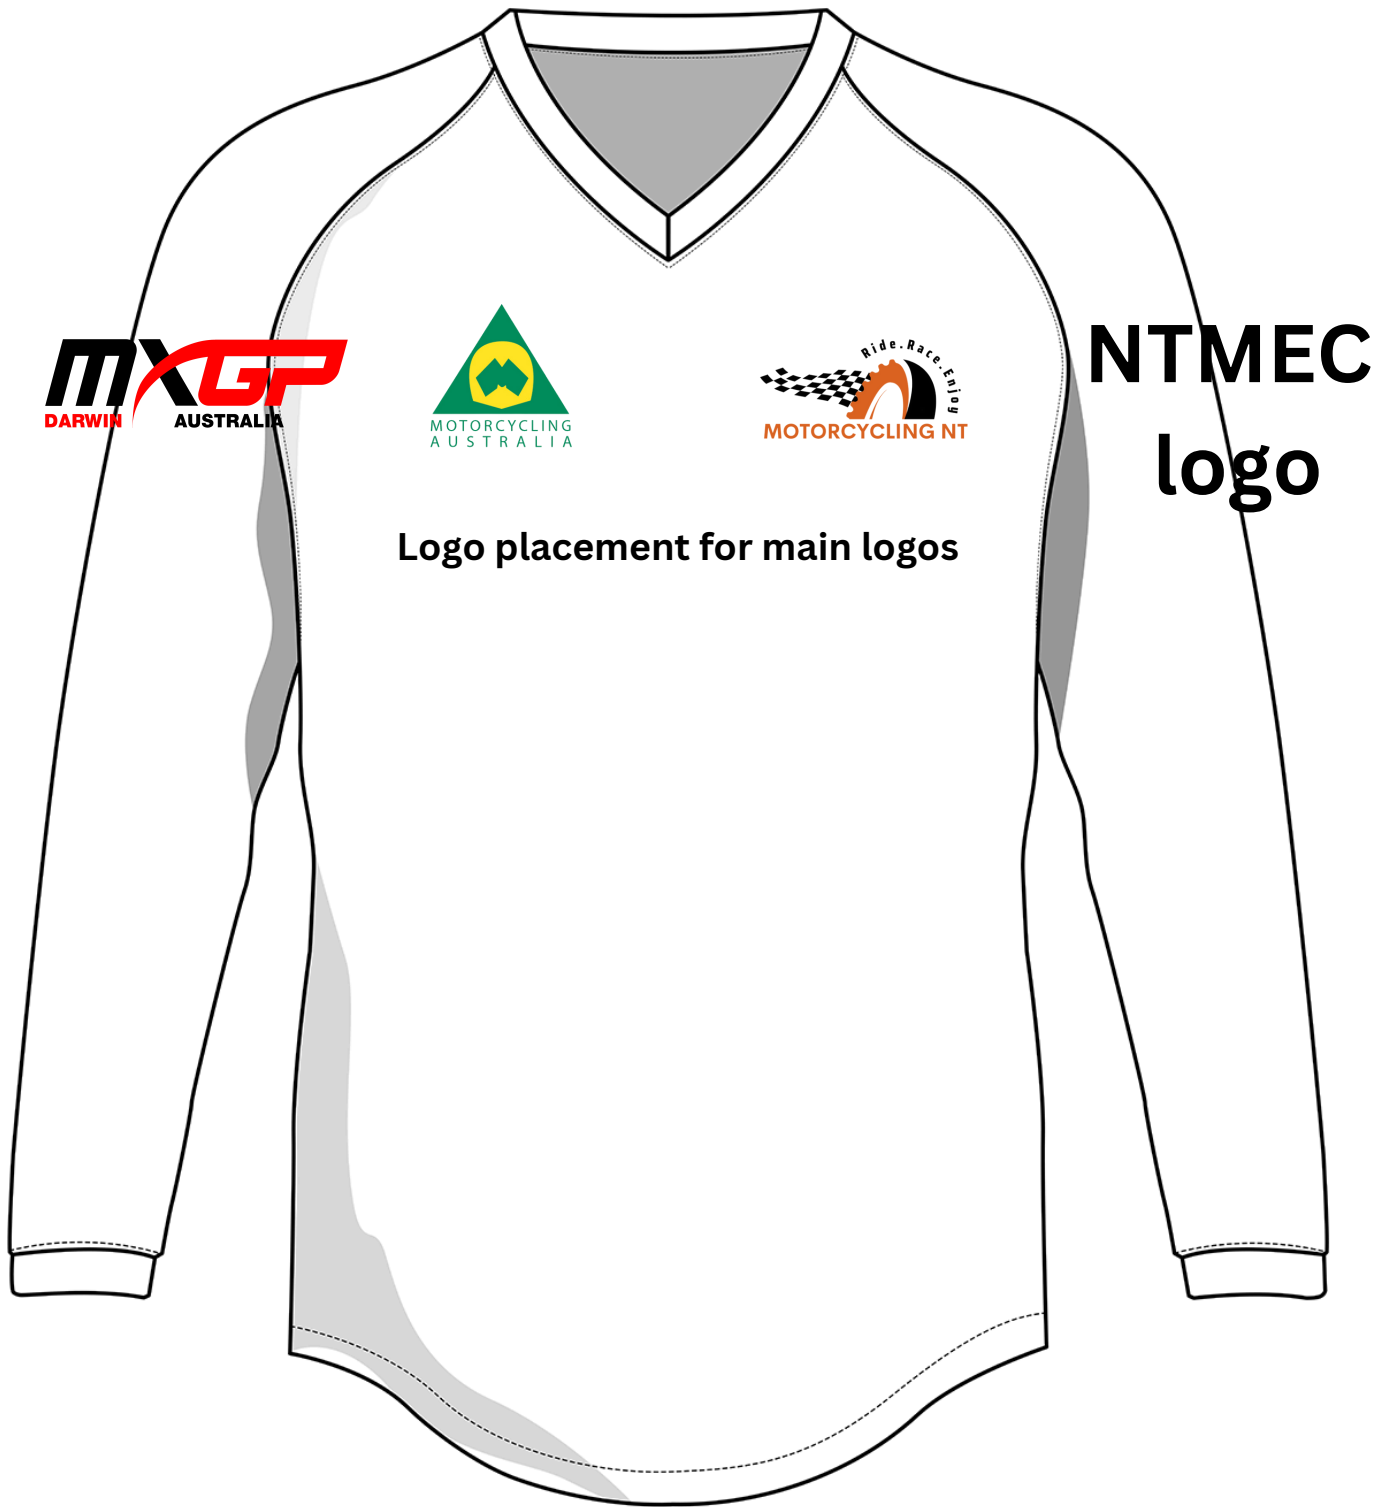 MXGP
DARWIN AUSTRALIA
MOTORCYCLING
AUSTRALIA
Ride.Race.Enjoy
MOTORCYCLING NT
NTMEC
logo
Logo placement for main logos